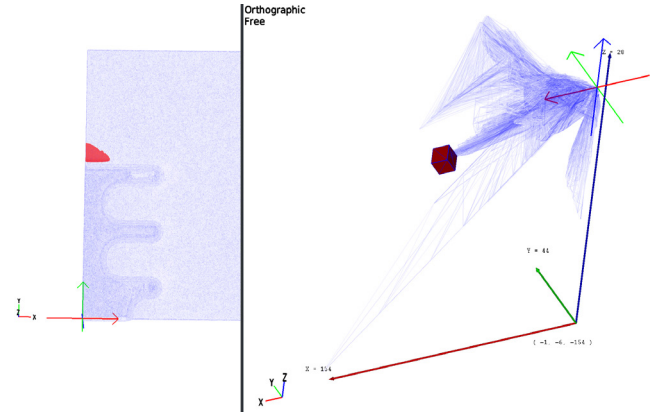 Orthographic
Free
Z = 28
Y = 44
( -1, -6, -154 )
X = 154
Y
Z
X
Y
Z
X